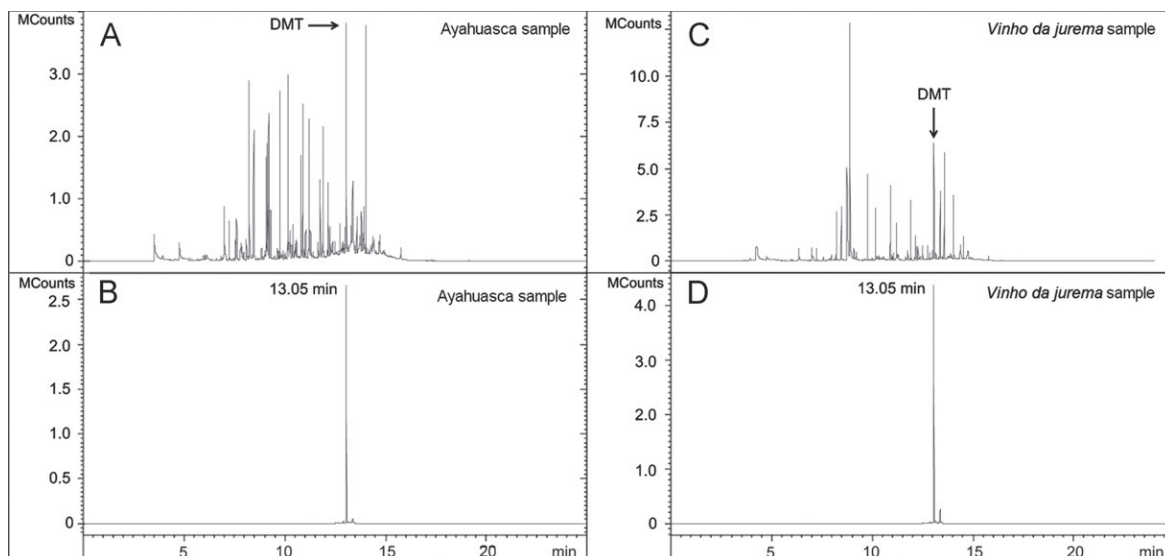 MCounts
A
DMT
Ayahuasca sample
3.0
2.0
1.0
0
MCounts
B
13.05 min
Ayahuasca sample
2.5
2.0
1.5
1.0
0.5
0
5 10 15 20 min
MCounts
C
DMT
Vinho da jurema sample
10.0
7.5
5.0
2.5
0
MCounts
D
13.05 min
Vinho da jurema sample
4.0
3.0
2.0
1.0
0
5 10 15 20 min